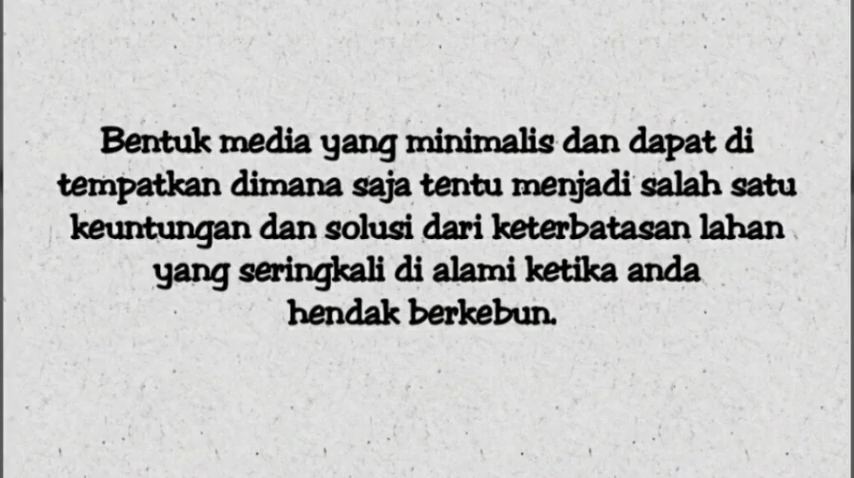 Bentuk media yang minimalis dan dapat di
tempatkan dimana saja tentu menjadi salah satu
keuntungan dan solusi dari keterbatasan lahan
yang seringkali di alami ketika anda
hendak berkebun.